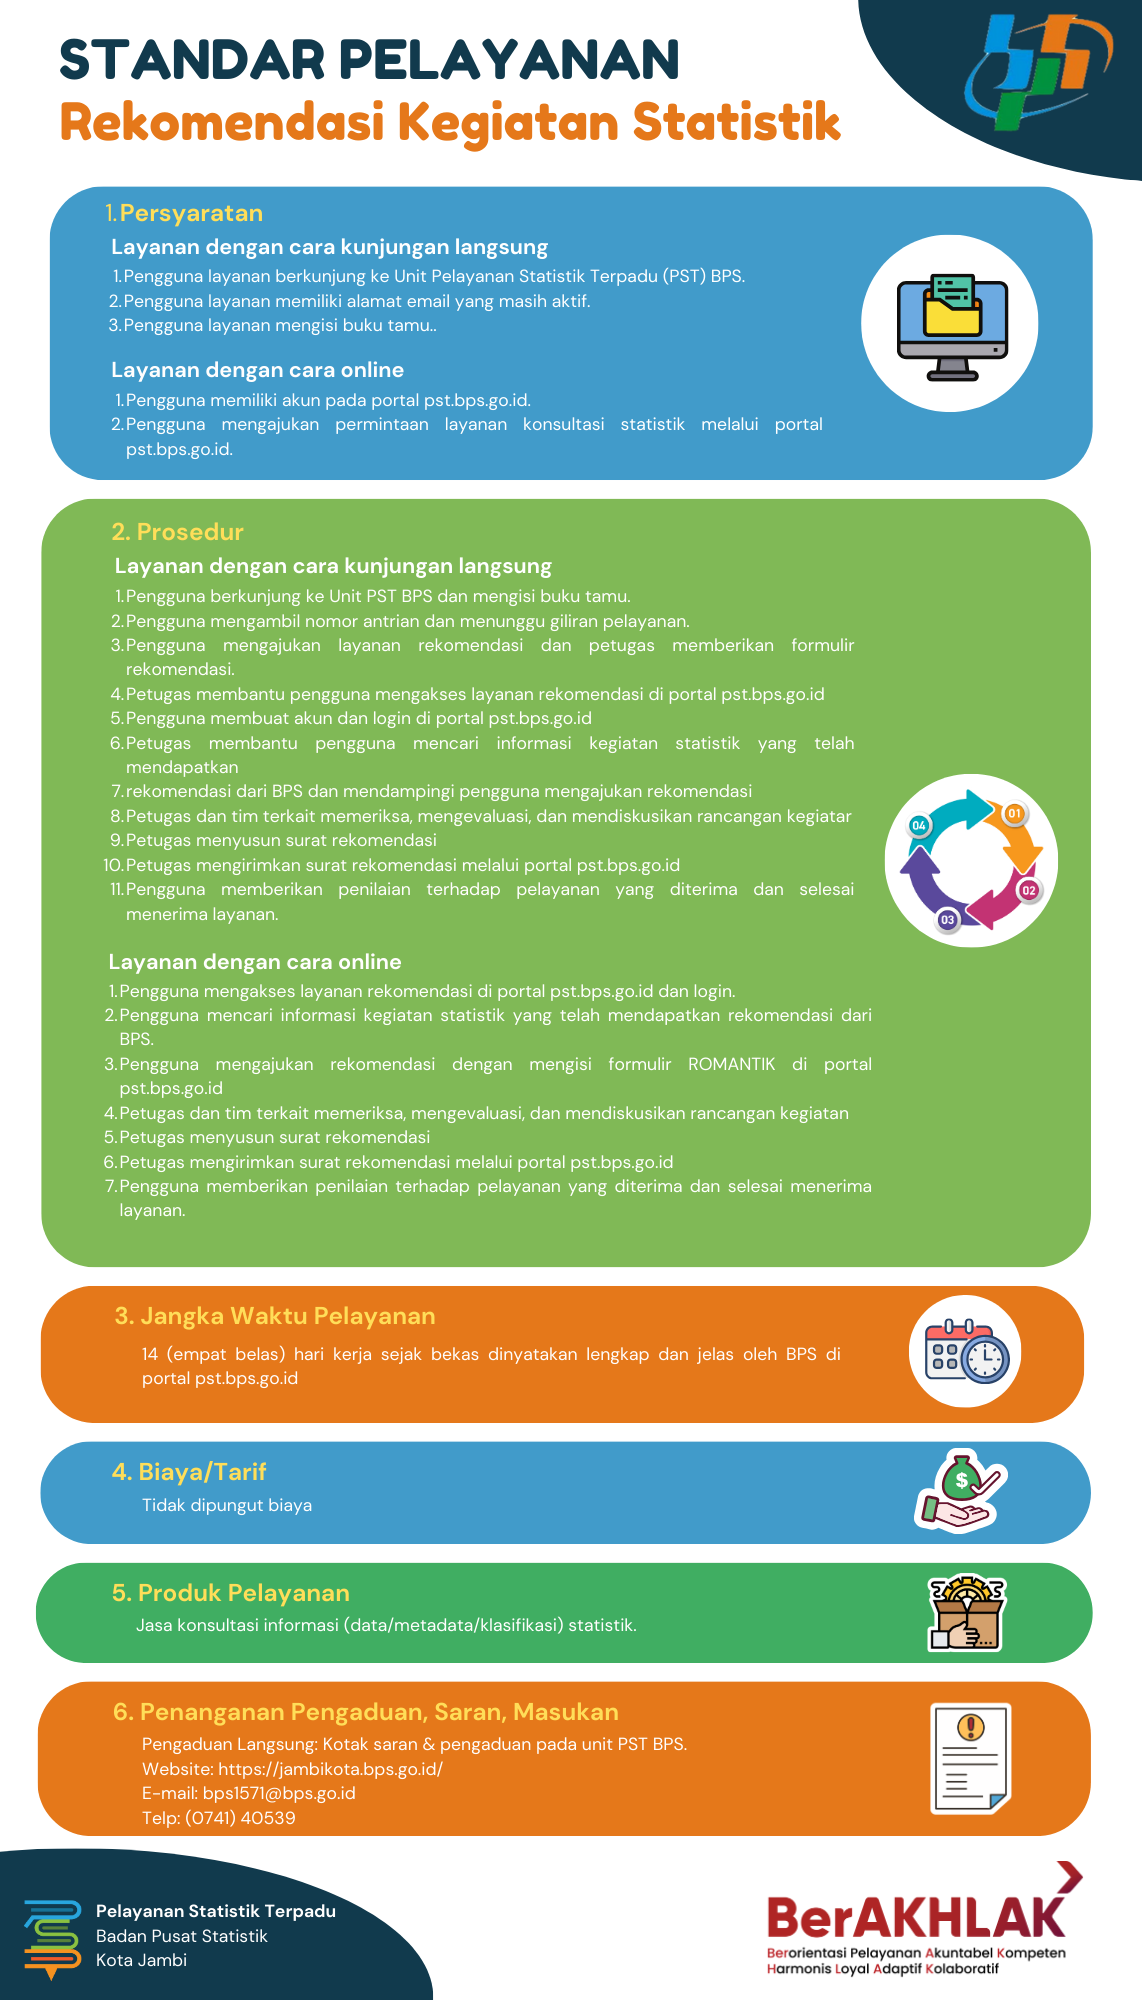 STANDAR PELAYANAN
Rekomendasi Kegiatan Statistik
1. Persyaratan
Layanan dengan cara kunjungan langsung
1. Pengguna layanan berkunjung ke Unit Pelayanan Statistik Terpadu (PST) BPS.
2. Pengguna layanan memiliki alamat email yang masih aktif.
3. Pengguna layanan mengisi buku tamu..
Layanan dengan cara online
1. Pengguna memiliki akun pada portal pst.bps.go.id.
2. Pengguna mengajukan permintaan layanan konsultasi statistik melalui portal
pst.bps.go.id.
2. Prosedur
Layanan dengan cara kunjungan langsung
1. Pengguna berkunjung ke Unit PST BPS dan mengisi buku tamu.
2. Pengguna mengambil nomor antrian dan menunggu giliran pelayanan.
3. Pengguna mengajukan layanan rekomendasi dan petugas memberikan formulir
rekomendasi.
4. Petugas membantu pengguna mengakses layanan rekomendasi di portal pst.bps.go.id
5. Pengguna membuat akun dan login di portal pst.bps.go.id
6. Petugas membantu pengguna mencari informasi kegiatan statistik yang telah
mendapatkan
7. rekomendasi dari BPS dan mendampingi pengguna mengajukan rekomendasi
8. Petugas dan tim terkait memeriksa, mengevaluasi, dan mendiskusikan rancangan kegiatar
9. Petugas menyusun surat rekomendasi
10. Petugas mengirimkan surat rekomendasi melalui portal pst.bps.go.id
11. Pengguna memberikan penilaian terhadap pelayanan yang diterima dan selesai
menerima layanan.
01
02
03
04
Layanan dengan cara online
1. Pengguna mengakses layanan rekomendasi di portal pst.bps.go.id dan login.
2. Pengguna mencari informasi kegiatan statistik yang telah mendapatkan rekomendasi dari
BPS.
3. Pengguna mengajukan rekomendasi dengan mengisi formulir ROMANTIK di portal
pst.bps.go.id
4. Petugas dan tim terkait memeriksa, mengevaluasi, dan mendiskusikan rancangan kegiatan
5. Petugas menyusun surat rekomendasi
6. Petugas mengirimkan surat rekomendasi melalui portal pst.bps.go.id
7. Pengguna memberikan penilaian terhadap pelayanan yang diterima dan selesai menerima
layanan.
3. Jangka Waktu Pelayanan
14 (empat belas) hari kerja sejak bekas dinyatakan lengkap dan jelas oleh BPS di
portal pst.bps.go.id
4. Biaya/Tarif
Tidak dipungut biaya
$
5. Produk Pelayanan
Jasa konsultasi informasi (data/metadata/klasifikasi) statistik.
6. Penanganan Pengaduan, Saran, Masukan
Pengaduan Langsung: Kotak saran & pengaduan pada unit PST BPS.
Website: https://jambikota.bps.go.id/
E-mail: bps1571@bps.go.id
Telp: (0741) 40539
Pelayanan Statistik Terpadu
Badan Pusat Statistik
Kota Jambi
BerAKHLAK
Berorientasi Pelayanan Akuntabel Kompeten
Harmonis Loyal Adaptif Kolaboratif